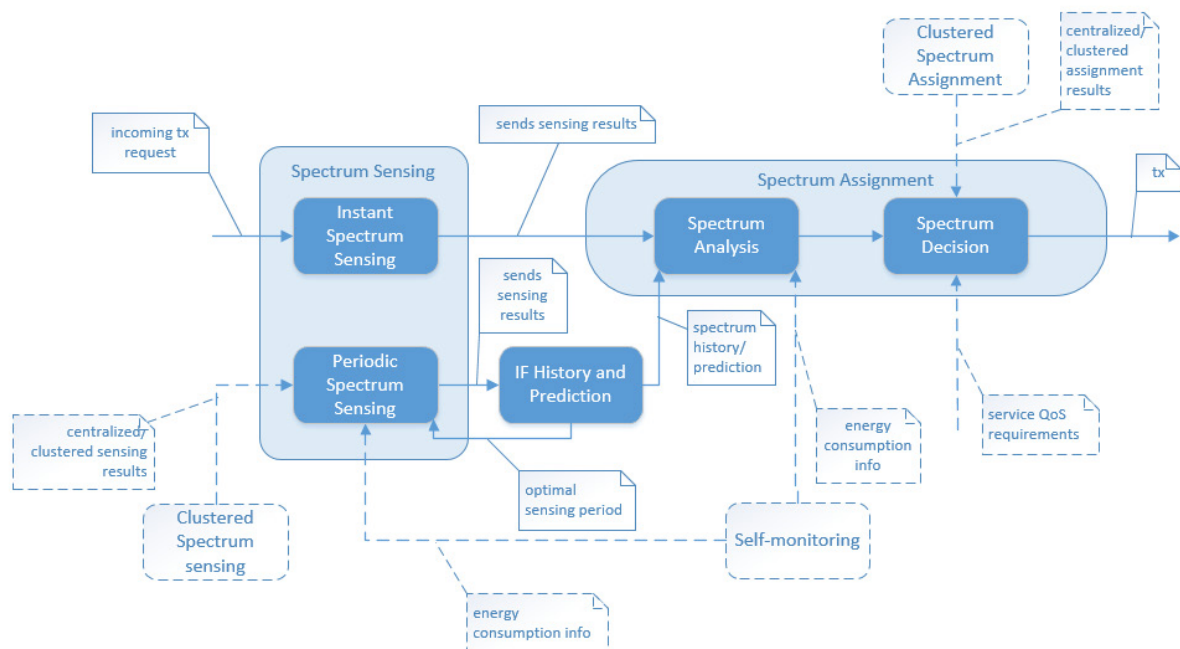 Clustered
Spectrum
Assignment
centralized/
clustered
assignment
results
incoming tx
request
sends sensing results
Spectrum Sensing
Spectrum Assignment
tx
Instant
Spectrum
Sensing
Spectrum
Analysis
Spectrum
Decision
sends
sensing
results
spectrum
history/
prediction
Periodic
Spectrum
Sensing
IF History and
Prediction
centralized/
clustered sensing
results
energy
consumption
info
service QoS
requirements
optimal
sensing period
Clustered
Spectrum
sensing
Self-monitoring
energy
consumption info